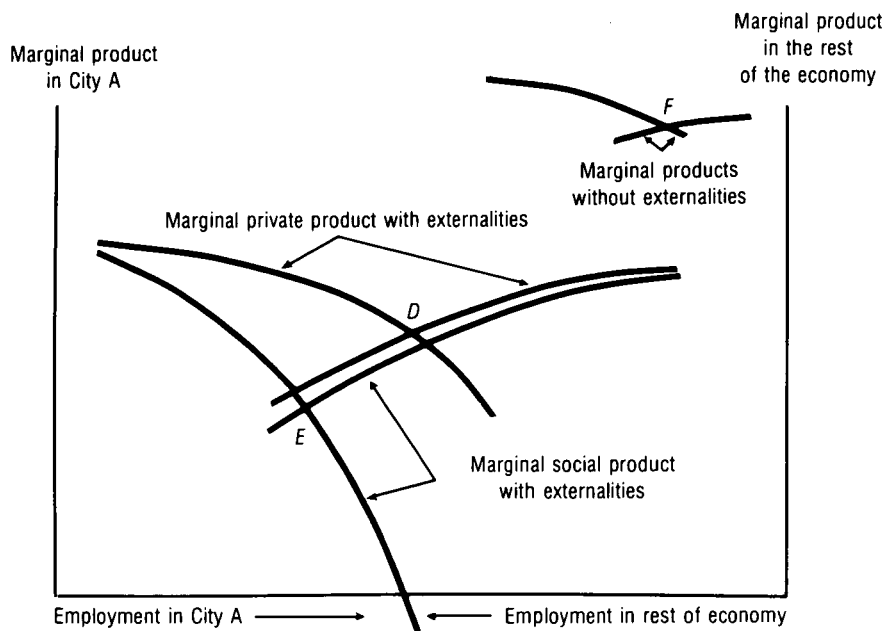 Marginal product
in City A
Marginal product
in the rest
of the economy
F
Marginal products
without externalities
Marginal private product with externalities
D
E
Marginal social product
with externalities
Employment in City A
Employment in rest of economy